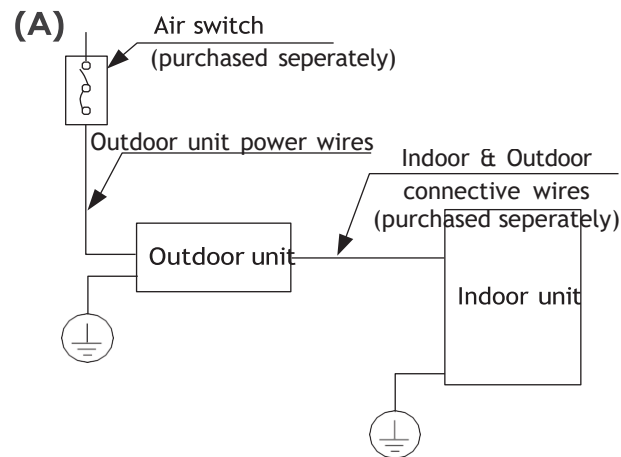 (A)
Air switch
(purchased seperately)
Outdoor unit power wires
Indoor & Outdoor
connective wires
(purchased seperately)
Outdoor unit
Indoor unit